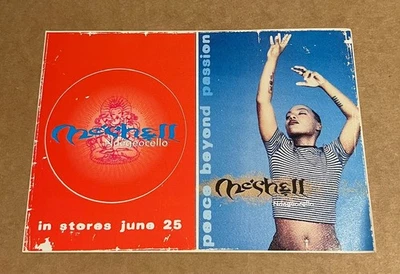 Me'Shell
Ndegéocello
in stores june 25
peace beyond passion
Me'Shell
Ndegéocello